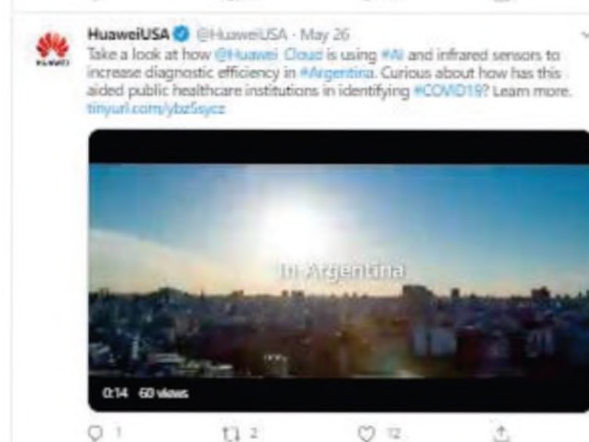 HUAWEI
HuaweiUSA @HuaweiUSA · May 26
Take a look at how @Huawei_Cloud is using #AI and infrared sensors to
increase diagnostic efficiency in #Argentina. Curious about how has this
aided public healthcare institutions in identifying #COVID19? Learn more.
tinyurl.com/ybz5sycz
In Argentina
0:14 60 views
1 2 12